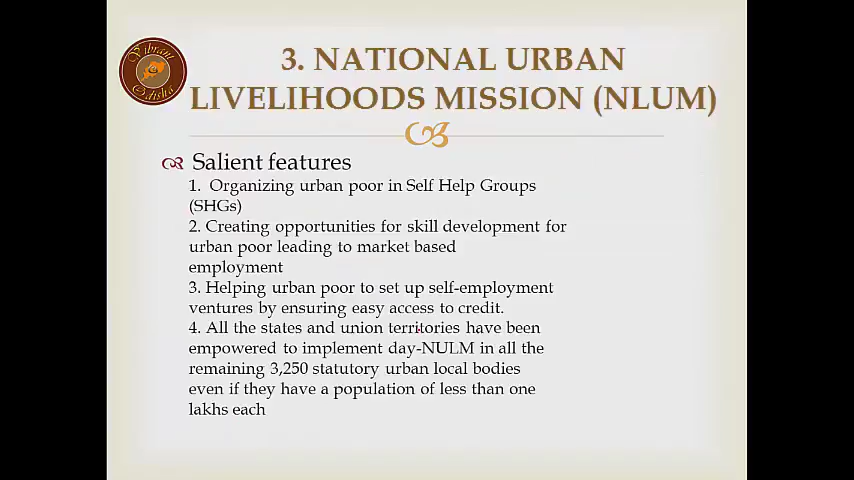 Vibrant
Odisha
3. NATIONAL URBAN
LIVELIHOODS MISSION (NLUM)
Salient features
1. Organizing urban poor in Self Help Groups
(SHGs)
2. Creating opportunities for skill development for
urban poor leading to market based
employment
3. Helping urban poor to set up self-employment
ventures by ensuring easy access to credit.
4. All the states and union territories have been
empowered to implement day-NULM in all the
remaining 3,250 statutory urban local bodies
even if they have a population of less than one
lakhs each